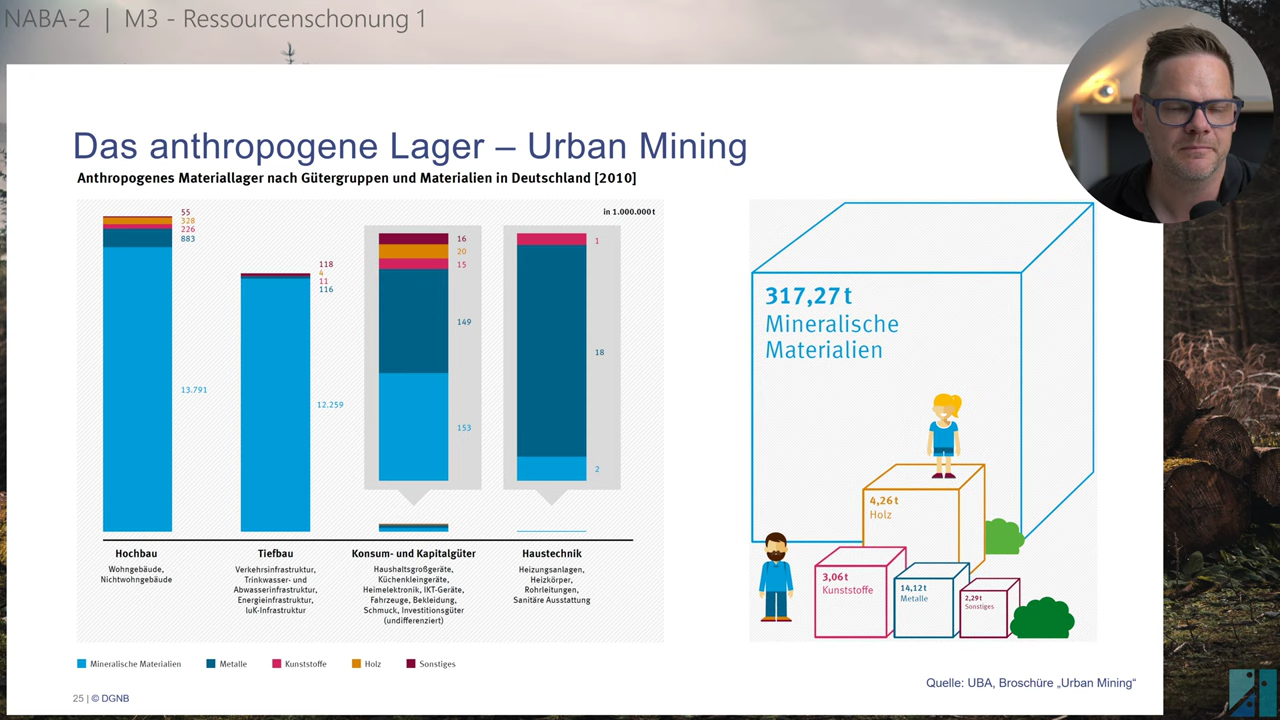 NABA-2 | M3 - Ressourcenschonung 1
Das anthropogene Lager – Urban Mining
Anthropogenes Materiallager nach Gütergruppen und Materialien in Deutschland [2010]
in 1.000.000 t
55
328
226
883
13.791
118
4
11
116
12.259
16
20
15
149
153
1
18
2
Hochbau
Wohngebäude,
Nichtwohngebäude
Tiefbau
Verkehrsinfrastruktur,
Trinkwasser- und
Abwasserinfrastruktur,
Energieinfrastruktur,
IuK-Infrastruktur
Konsum- und Kapitalgüter
Haushaltsgroßgeräte,
Küchenkleingeräte,
Heimelektronik, IKT-Geräte,
Fahrzeuge, Bekleidung,
Schmuck, Investitionsgüter
(undifferenziert)
Haustechnik
Heizungsanlagen,
Heizkörper,
Rohrleitungen,
Sanitäre Ausstattung
Mineralische Materialien
Metalle
Kunststoffe
Holz
Sonstiges
317,27 t
Mineralische
Materialien
4,26 t
Holz
3,06 t
Kunststoffe
14,12 t
Metalle
2,29 t
Sonstiges
Quelle: UBA, Broschüre „Urban Mining“
25 | © DGNB